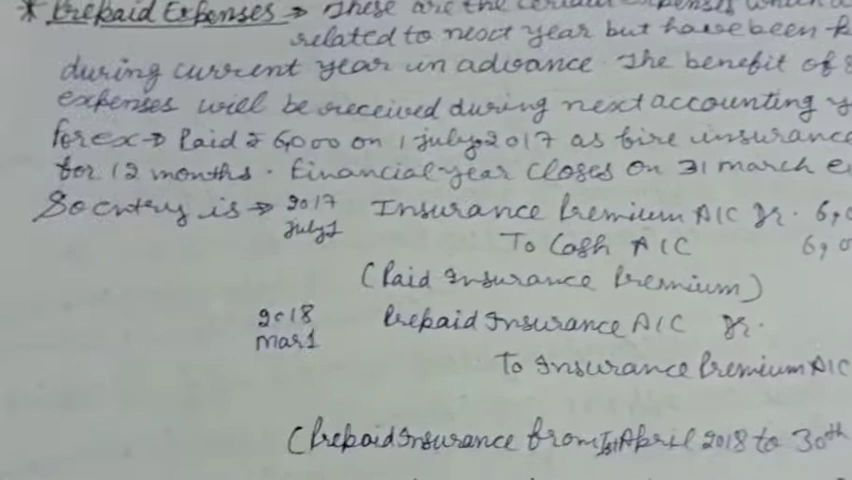 * Prepaid Expenses → These are the certain expenses which
related to next year but have been
during current year in advance. The benefit of
expenses will be received during next accounting
for ex → Paid ₹ 6,000 on 1 July, 2017 as fire insurance
for 12 months. Financial year closes on 31 march
So entry is → 2017 Insurance Premium A/C Dr. 6,0
July 1 To Cash A/C 6,0
(Paid Insurance Premium)
2018 Prepaid Insurance A/C Dr.
Mar 1
To Insurance Premium A/C
(Prepaid Insurance from 1st April 2018 to 30th